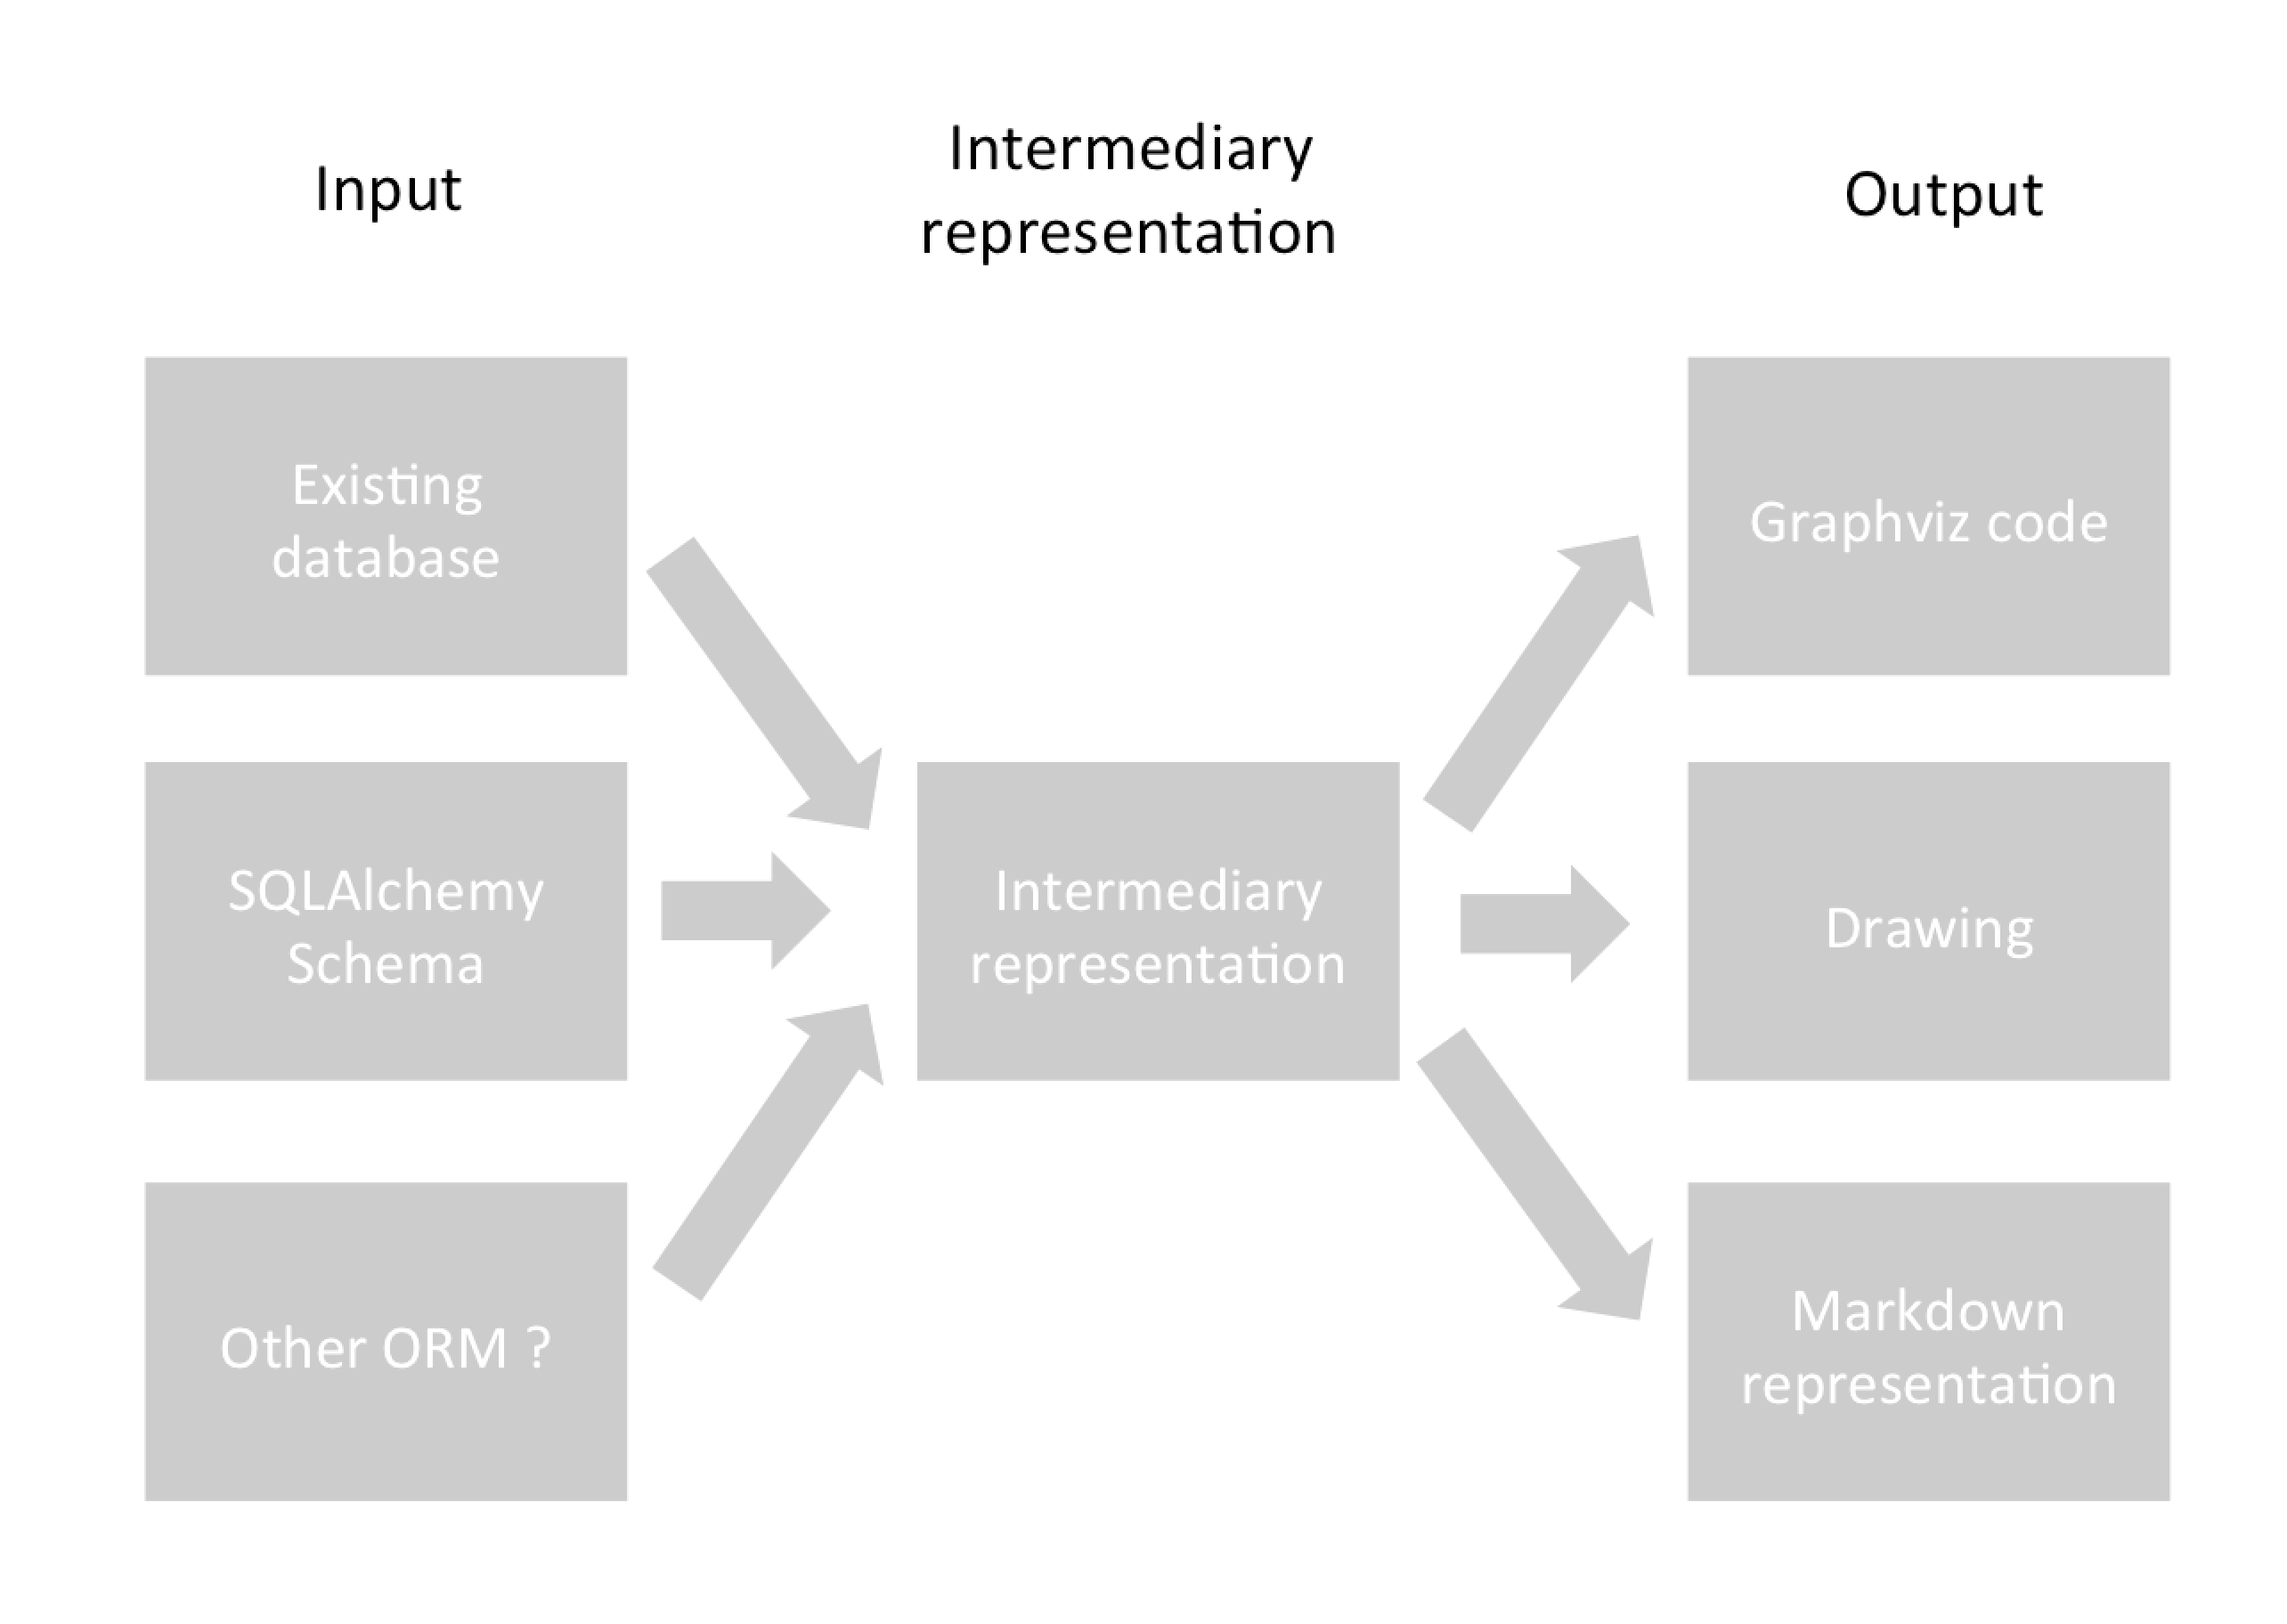 Input
Intermediary
representation
Output
Existing
database
SQLAlchemy
Schema
Other ORM ?
Intermediary
representation
Graphviz code
Drawing
Markdown
representation